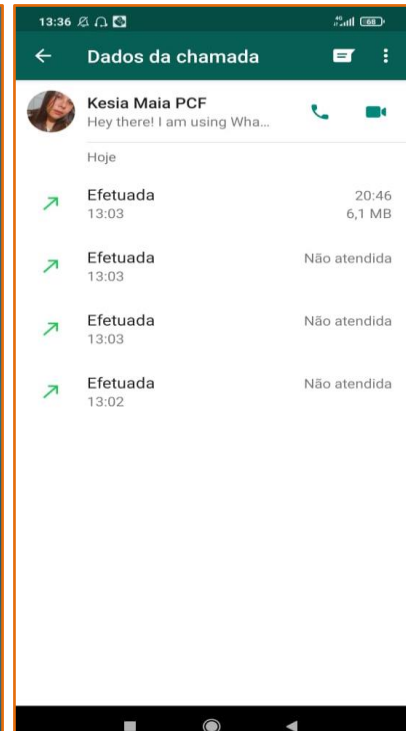 13:36
68
Dados da chamada
Kesia Maia PCF
Hey there! I am using Wha...
Hoje
Efetuada 20:46
13:03 6,1 MB
Efetuada Não atendida
13:03
Efetuada Não atendida
13:03
Efetuada Não atendida
13:02